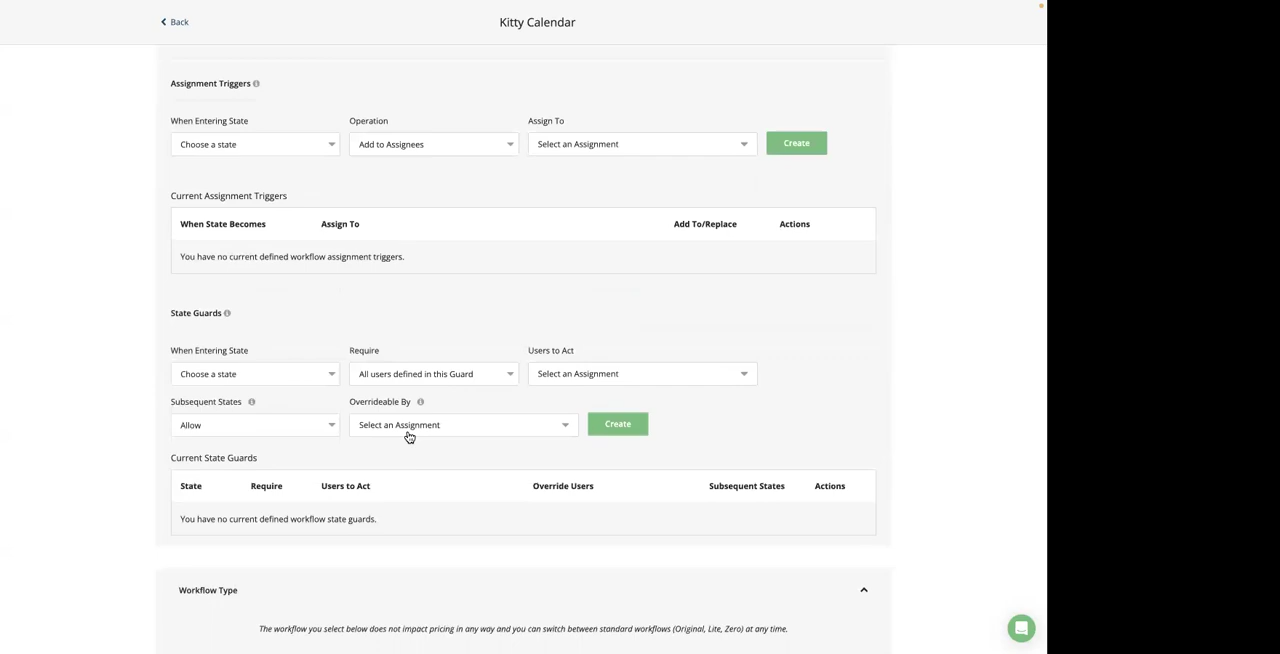 Back
Kitty Calendar
Assignment Triggers
When Entering State
Operation
Assign To
Choose a state
Add to Assignees
Select an Assignment
Create
Current Assignment Triggers
When State Becomes
Assign To
Add To/Replace
Actions
You have no current defined workflow assignment triggers.
State Guards
When Entering State
Require
Users to Act
Choose a state
All users defined in this Guard
Select an Assignment
Subsequent States
Overrideable By
Allow
Select an Assignment
Create
Current State Guards
State
Require
Users to Act
Override Users
Subsequent States
Actions
You have no current defined workflow state guards.
Workflow Type
The workflow you select below does not impact pricing in any way and you can switch between standard workflows (Original, Lite, Zero) at any time.